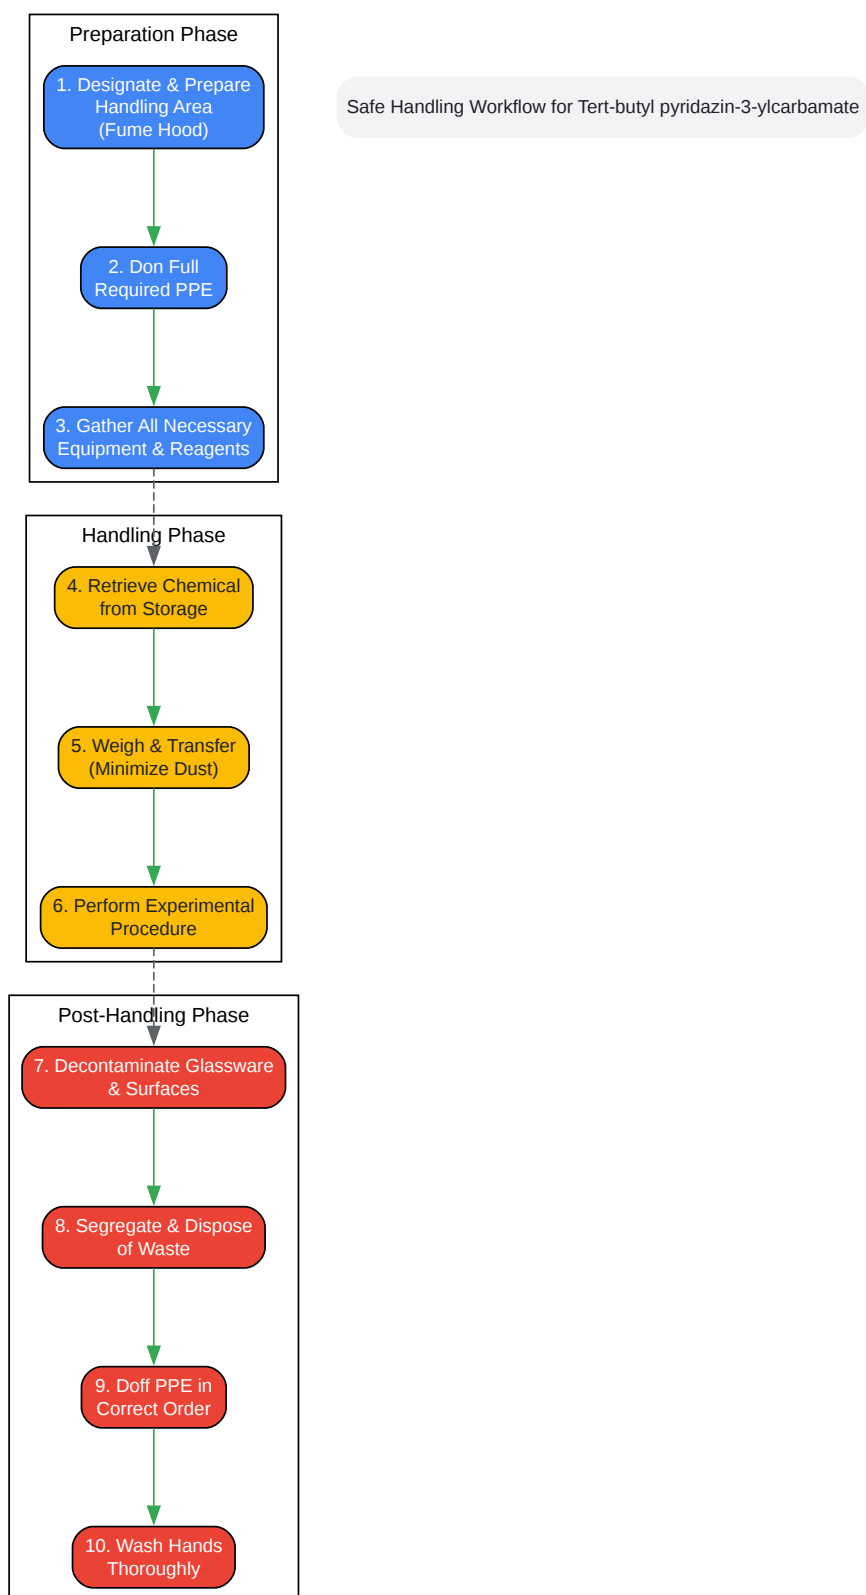 Preparation Phase
1. Designate & Prepare
Handling Area
(Fume Hood)
Safe Handling Workflow for Tert-butyl pyridazin-3-ylcarbamate
2. Don Full
Required PPE
3. Gather All Necessary
Equipment & Reagents
Handling Phase
4. Retrieve Chemical
from Storage
5. Weigh & Transfer
(Minimize Dust)
6. Perform Experimental
Procedure
Post-Handling Phase
7. Decontaminate Glassware
& Surfaces
8. Segregate & Dispose
of Waste
9. Doff PPE in
Correct Order
10. Wash Hands
Thoroughly